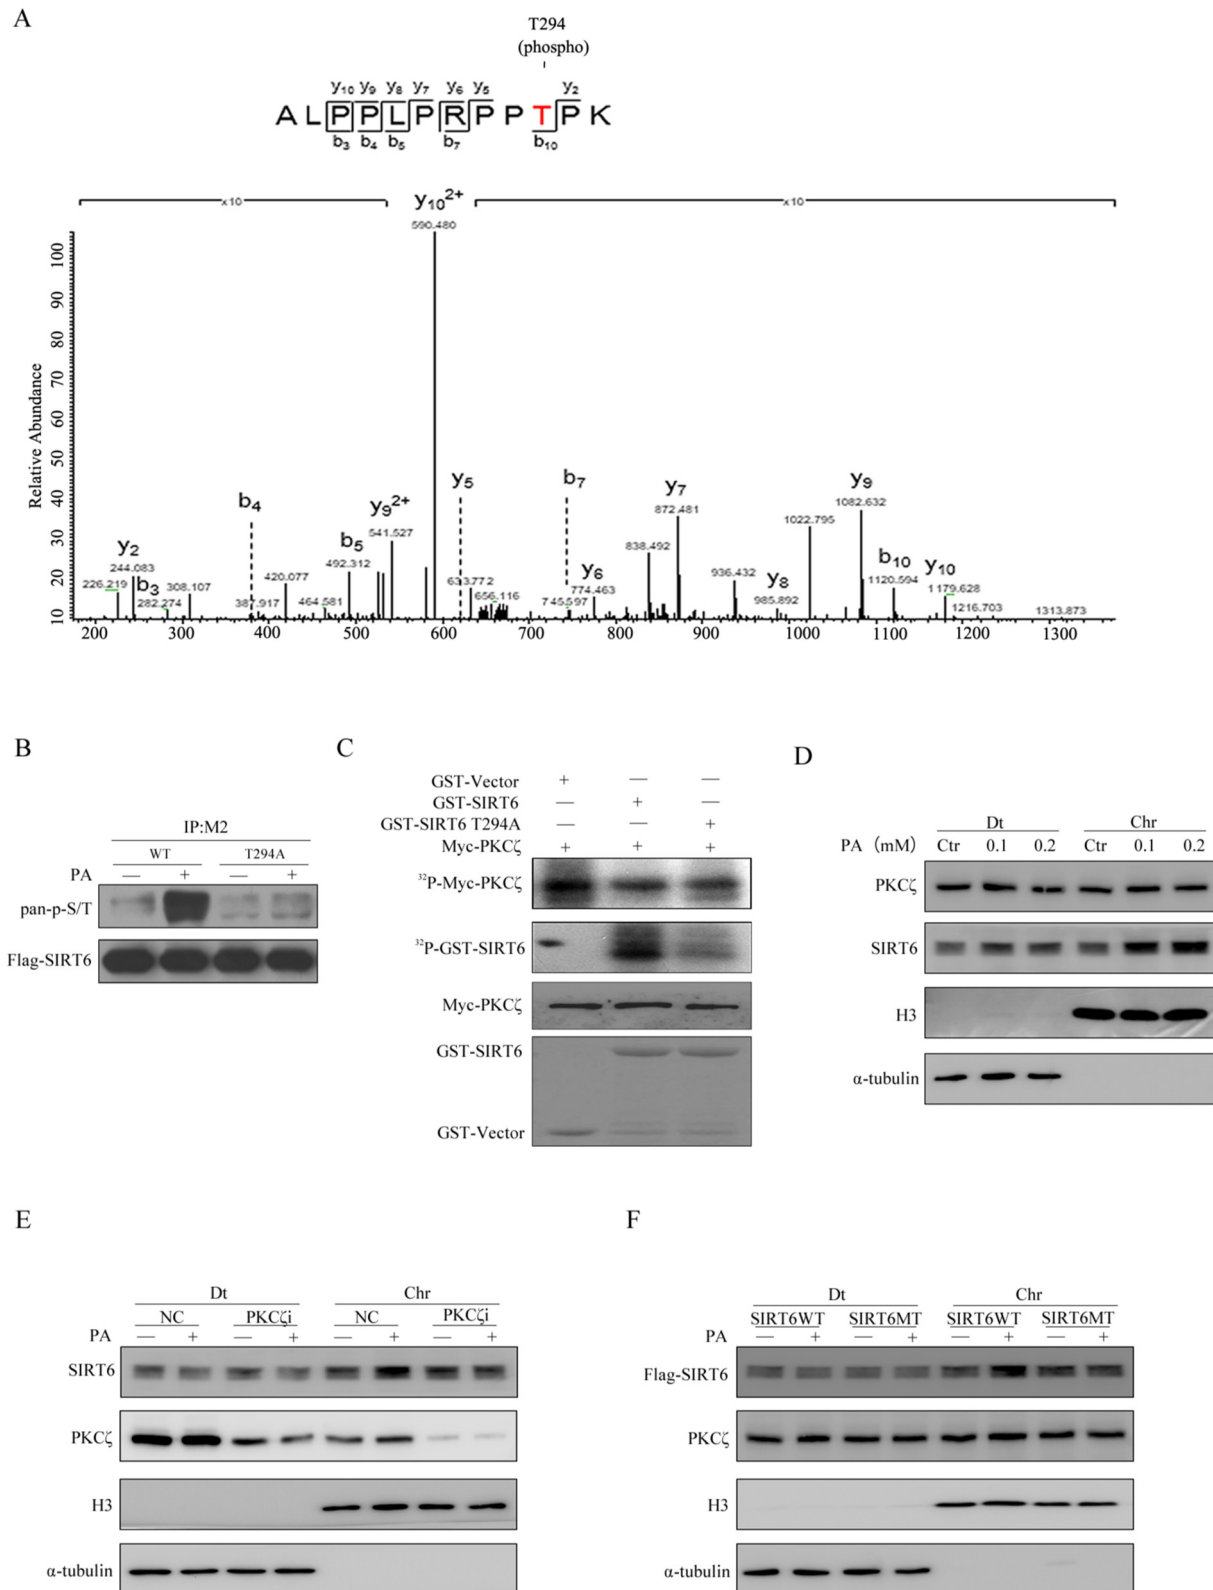 A
T294
(phospho)
y10 y9 y8 y7 y6 y5 y2
A L P P L P R P P T P K
b3 b4 b5 b7 b10
x10
y10 2+
x10
590.480
Relative Abundance
100
90
80
70
60
50
40
30
20
10
y2
244.083
226.219
b3
282.274
308.107
b4
420.077
464.581
b5
492.312
y9 2+
541.527
y5
656.116
b7
745.597
y6
774.463
838.492
y7
872.481
936.432
y8
985.892
1022.795
y9
1082.632
b10
1120.594
y10
1179.628
1216.703
1313.873
200 300 400 500 600 700 800 900 1000 1100 1200 1300
B
IP:M2
WT T294A
PA — + — +
pan-p-S/T
Flag-SIRT6
C
GST-Vector + — —
GST-SIRT6 — + —
GST-SIRT6 T294A — — +
Myc-PKCζ + + +
32P-Myc-PKCζ
32P-GST-SIRT6
Myc-PKCζ
GST-SIRT6
GST-Vector
D
Dt Chr
PA (mM) Ctr 0.1 0.2 Ctr 0.1 0.2
PKCζ
SIRT6
H3
α-tubulin
E
Dt Chr
NC PKCζi NC PKCζi
PA — + — + — + — +
SIRT6
PKCζ
H3
α-tubulin
F
Dt Chr
SIRT6WT SIRT6MT SIRT6WT SIRT6MT
PA — + — + — + — +
Flag-SIRT6
PKCζ
H3
α-tubulin